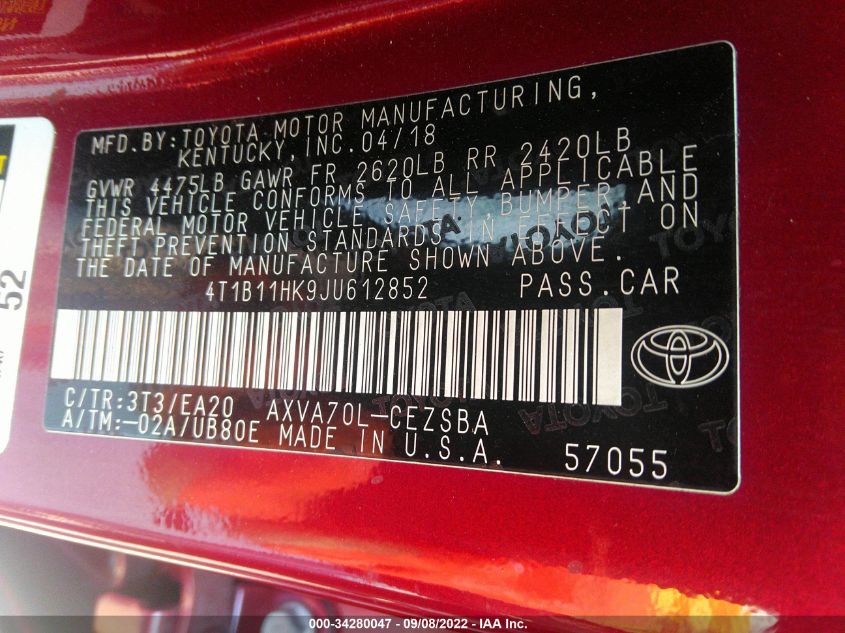 MFD.BY:TOYOTA MOTOR MANUFACTURING,
KENTUCKY, INC.04/18
GVWR 4475LB GAWR FR 2620LB RR 2420LB
THIS VEHICLE CONFORMS TO ALL APPLICABLE
FEDERAL MOTOR VEHICLE SAFETY, BUMPER, AND
THEFT PREVENTION STANDARDS IN EFFECT ON
THE DATE OF MANUFACTURE SHOWN ABOVE.
4T1B11HK9JU612852 PASS.CAR
C/TR:3T3/EA20 AXVA70L-CEZSBA
A/TM:-02A/UB80E MADE IN U.S.A. 57055
52
TOYOTA
000-34280047 - 09/08/2022 - IAA Inc.